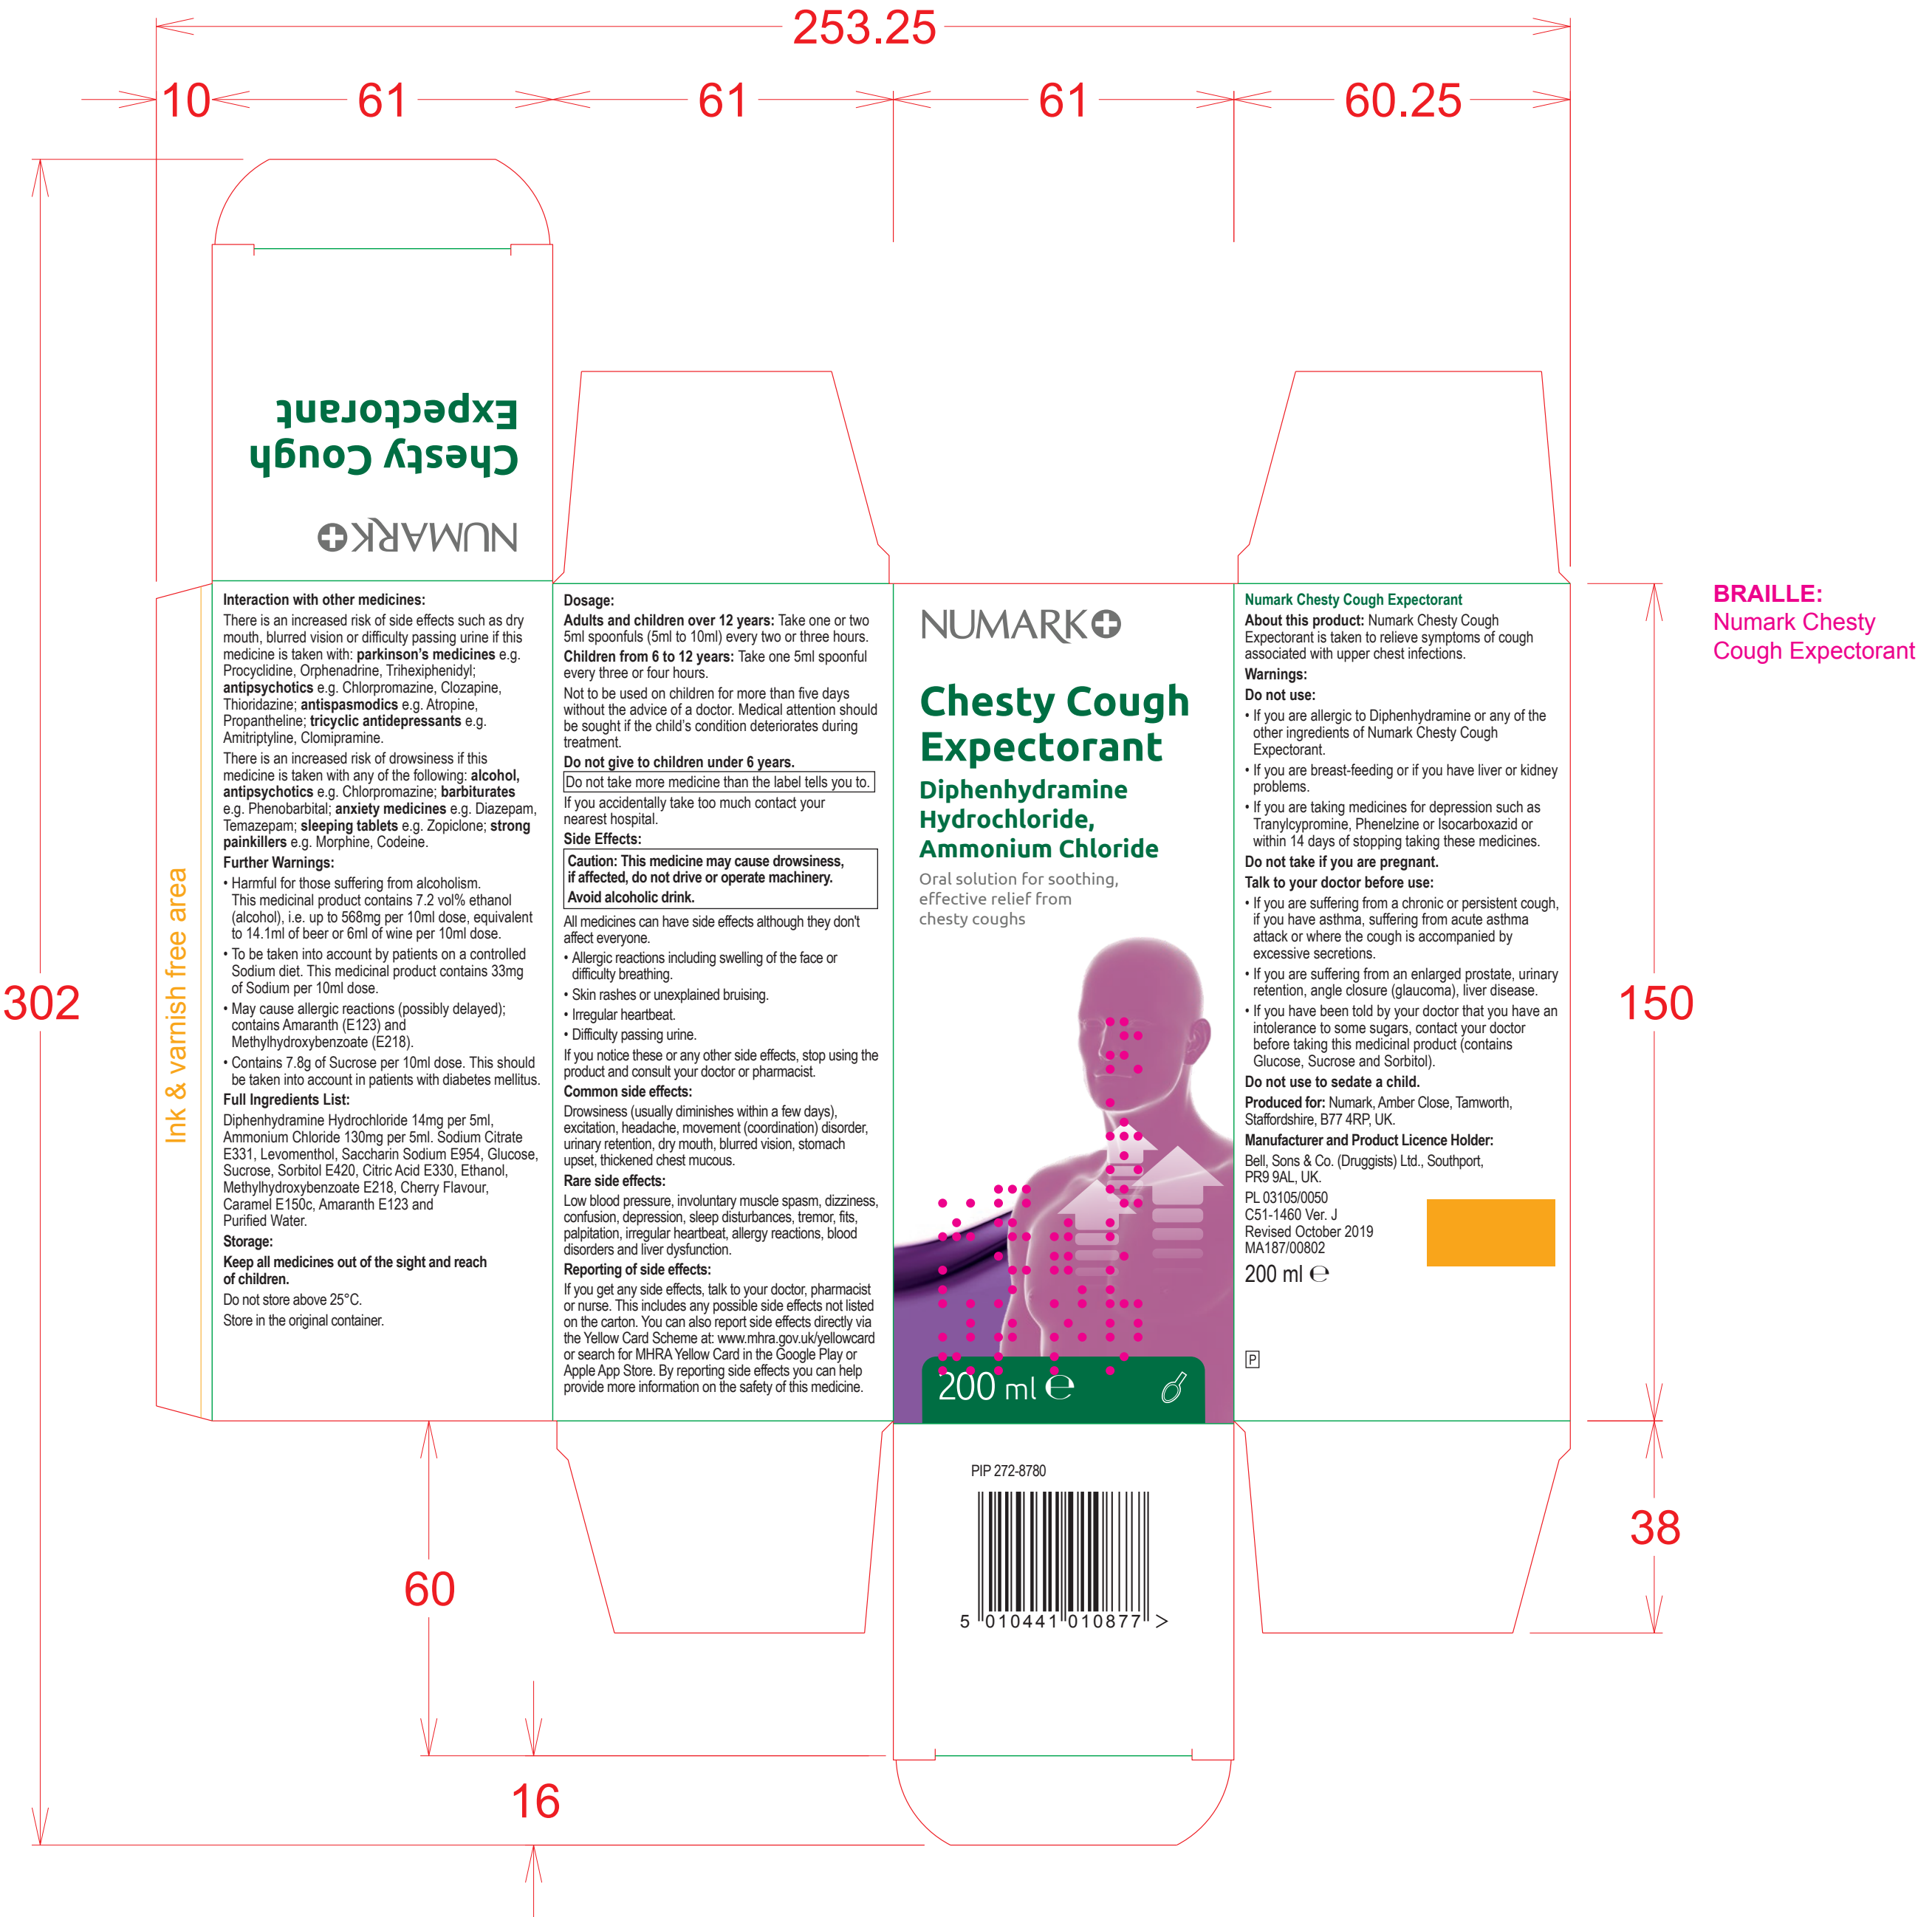 253.25
10
61
61
61
60.25
302
150
38
60
16
Chesty Cough
Expectorant
NUMARK
Ink & varnish free area
Interaction with other medicines:
There is an increased risk of side effects such as dry
mouth, blurred vision or difficulty passing urine if this
medicine is taken with: parkinson's medicines e.g.
Procyclidine, Orphenadrine, Trihexiphenidyl;
antipsychotics e.g. Chlorpromazine, Clozapine,
Thioridazine; antispasmodics e.g. Atropine,
Propantheline; tricyclic antidepressants e.g.
Amitriptyline, Clomipramine.
There is an increased risk of drowsiness if this
medicine is taken with any of the following: alcohol,
antipsychotics e.g. Chlorpromazine; barbiturates
e.g. Phenobarbital; anxiety medicines e.g. Diazepam,
Temazepam; sleeping tablets e.g. Zopiclone; strong
painkillers e.g. Morphine, Codeine.
Further Warnings:
• Harmful for those suffering from alcoholism.
This medicinal product contains 7.2 vol% ethanol
(alcohol), i.e. up to 568mg per 10ml dose, equivalent
to 14.1ml of beer or 6ml of wine per 10ml dose.
• To be taken into account by patients on a controlled
Sodium diet. This medicinal product contains 33mg
of Sodium per 10ml dose.
• May cause allergic reactions (possibly delayed);
contains Amaranth (E123) and
Methylhydroxybenzoate (E218).
• Contains 7.8g of Sucrose per 10ml dose. This should
be taken into account in patients with diabetes mellitus.
Full Ingredients List:
Diphenhydramine Hydrochloride 14mg per 5ml,
Ammonium Chloride 130mg per 5ml. Sodium Citrate
E331, Levomenthol, Saccharin Sodium E954, Glucose,
Sucrose, Sorbitol E420, Citric Acid E330, Ethanol,
Methylhydroxybenzoate E218, Cherry Flavour,
Caramel E150c, Amaranth E123 and
Purified Water.
Storage:
Keep all medicines out of the sight and reach
of children.
Do not store above 25°C.
Store in the original container.
Dosage:
Adults and children over 12 years: Take one or two
5ml spoonfuls (5ml to 10ml) every two or three hours.
Children from 6 to 12 years: Take one 5ml spoonful
every three or four hours.
Not to be used on children for more than five days
without the advice of a doctor. Medical attention should
be sought if the child's condition deteriorates during
treatment.
Do not give to children under 6 years.
Do not take more medicine than the label tells you to.
If you accidentally take too much contact your
nearest hospital.
Side Effects:
Caution: This medicine may cause drowsiness,
if affected, do not drive or operate machinery.
Avoid alcoholic drink.
All medicines can have side effects although they don't
affect everyone.
• Allergic reactions including swelling of the face or
difficulty breathing.
• Skin rashes or unexplained bruising.
• Irregular heartbeat.
• Difficulty passing urine.
If you notice these or any other side effects, stop using the
product and consult your doctor or pharmacist.
Common side effects:
Drowsiness (usually diminishes within a few days),
excitation, headache, movement (coordination) disorder,
urinary retention, dry mouth, blurred vision, stomach
upset, thickened chest mucous.
Rare side effects:
Low blood pressure, involuntary muscle spasm, dizziness,
confusion, depression, sleep disturbances, tremor, fits,
palpitation, irregular heartbeat, allergy reactions, blood
disorders and liver dysfunction.
Reporting of side effects:
If you get any side effects, talk to your doctor, pharmacist
or nurse. This includes any possible side effects not listed
on the carton. You can also report side effects directly via
the Yellow Card Scheme at: www.mhra.gov.uk/yellowcard
or search for MHRA Yellow Card in the Google Play or
Apple App Store. By reporting side effects you can help
provide more information on the safety of this medicine.
NUMARK
Chesty Cough
Expectorant
Diphenhydramine
Hydrochloride,
Ammonium Chloride
Oral solution for soothing,
effective relief from
chesty coughs
200 ml ℮
PIP 272-8780
5 010441 010877 >
Numark Chesty Cough Expectorant
About this product: Numark Chesty Cough
Expectorant is taken to relieve symptoms of cough
associated with upper chest infections.
Warnings:
Do not use:
• If you are allergic to Diphenhydramine or any of the
other ingredients of Numark Chesty Cough
Expectorant.
• If you are breast-feeding or if you have liver or kidney
problems.
• If you are taking medicines for depression such as
Tranylcypromine, Phenelzine or Isocarboxazid or
within 14 days of stopping taking these medicines.
Do not take if you are pregnant.
Talk to your doctor before use:
• If you are suffering from a chronic or persistent cough,
if you have asthma, suffering from acute asthma
attack or where the cough is accompanied by
excessive secretions.
• If you are suffering from an enlarged prostate, urinary
retention, angle closure (glaucoma), liver disease.
• If you have been told by your doctor that you have an
intolerance to some sugars, contact your doctor
before taking this medicinal product (contains
Glucose, Sucrose and Sorbitol).
Do not use to sedate a child.
Produced for: Numark, Amber Close, Tamworth,
Staffordshire, B77 4RP, UK.
Manufacturer and Product Licence Holder:
Bell, Sons & Co. (Druggists) Ltd., Southport,
PR9 9AL, UK.
PL 03105/0050
C51-1460 Ver. J
Revised October 2019
MA187/00802
200 ml ℮
P
BRAILLE:
Numark Chesty
Cough Expectorant